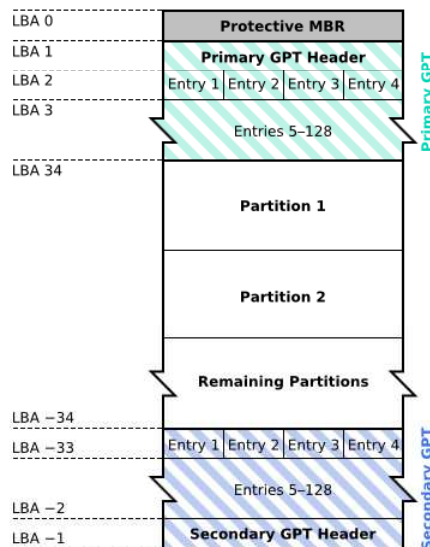 LBA 0
Protective MBR
LBA 1
Primary GPT Header
LBA 2
Entry 1 Entry 2 Entry 3 Entry 4
LBA 3
Entries 5–128
Primary GPT
LBA 34
Partition 1
Partition 2
Remaining Partitions
LBA −34
LBA −33
Entry 1 Entry 2 Entry 3 Entry 4
Entries 5–128
LBA −2
Secondary GPT Header
LBA −1
Secondary GPT